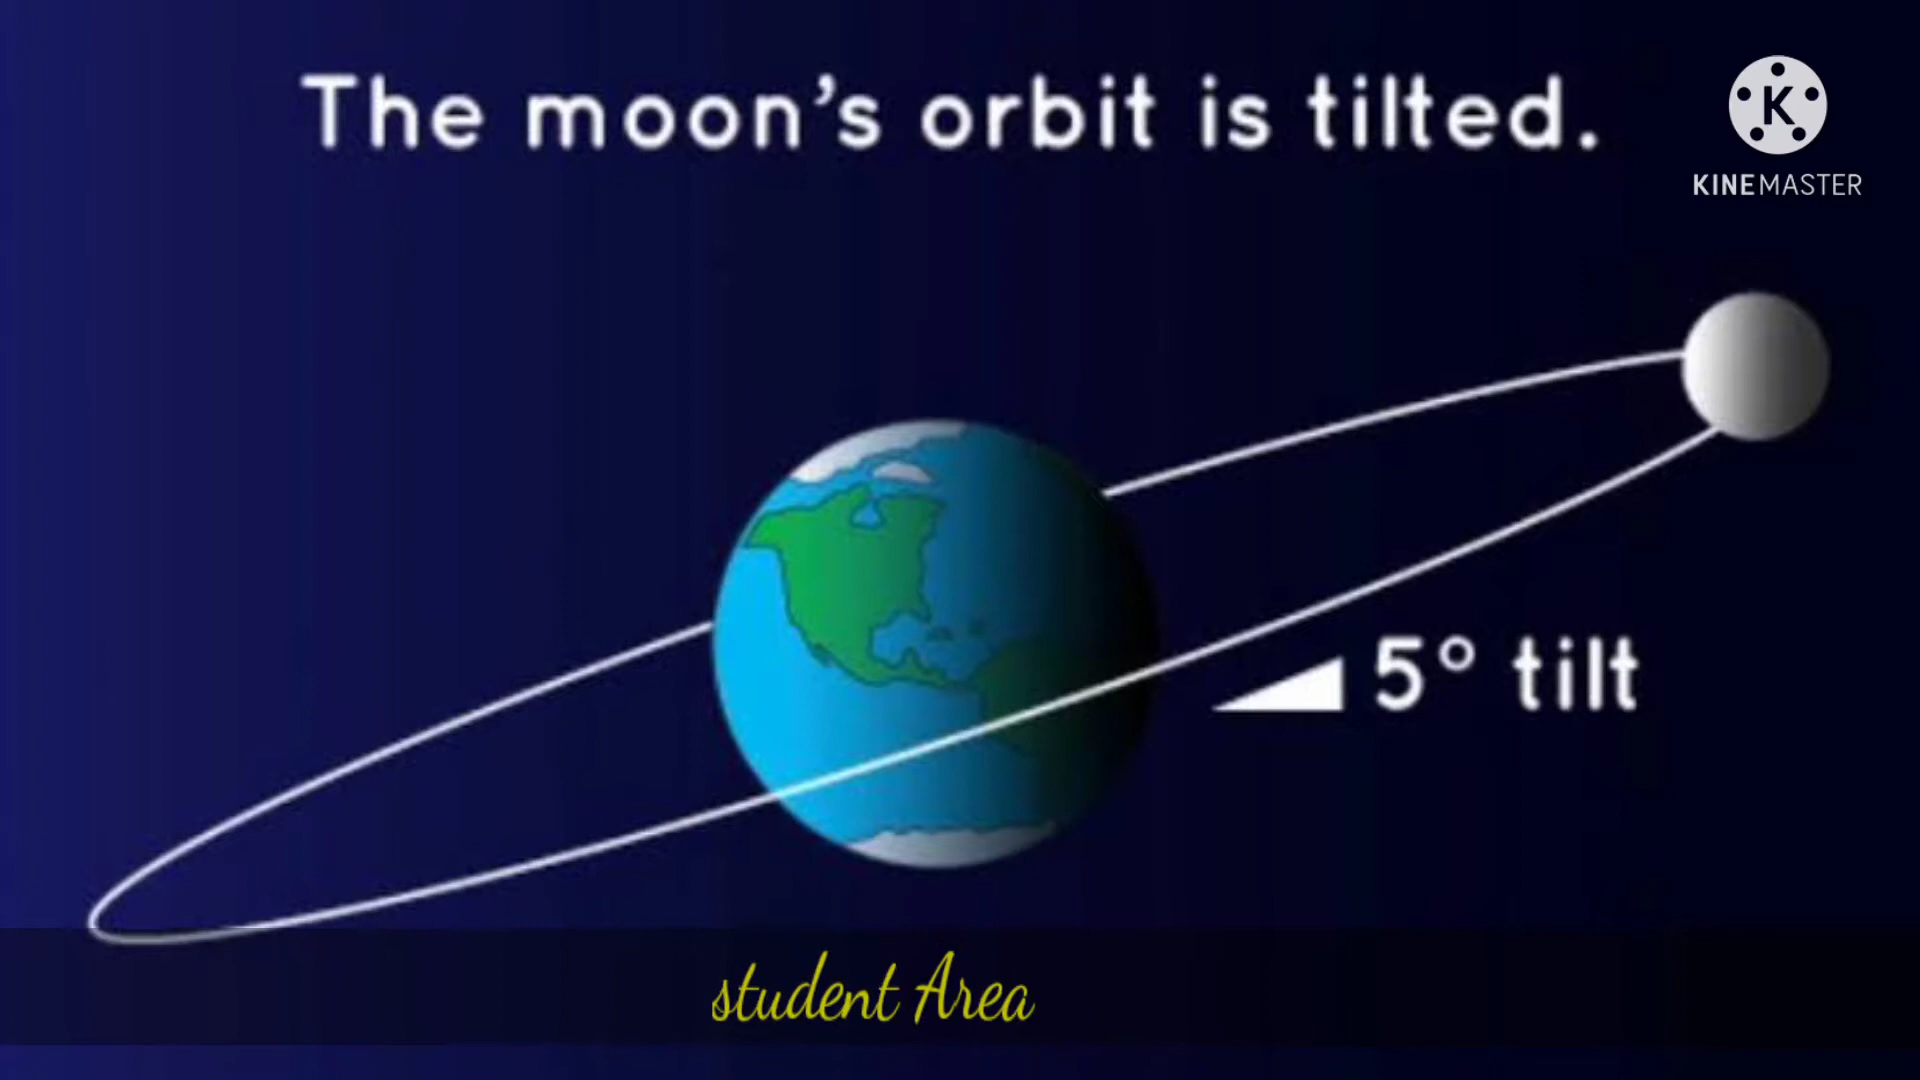 The moon’s orbit is tilted.
K
KINEMASTER
5° tilt
student Area